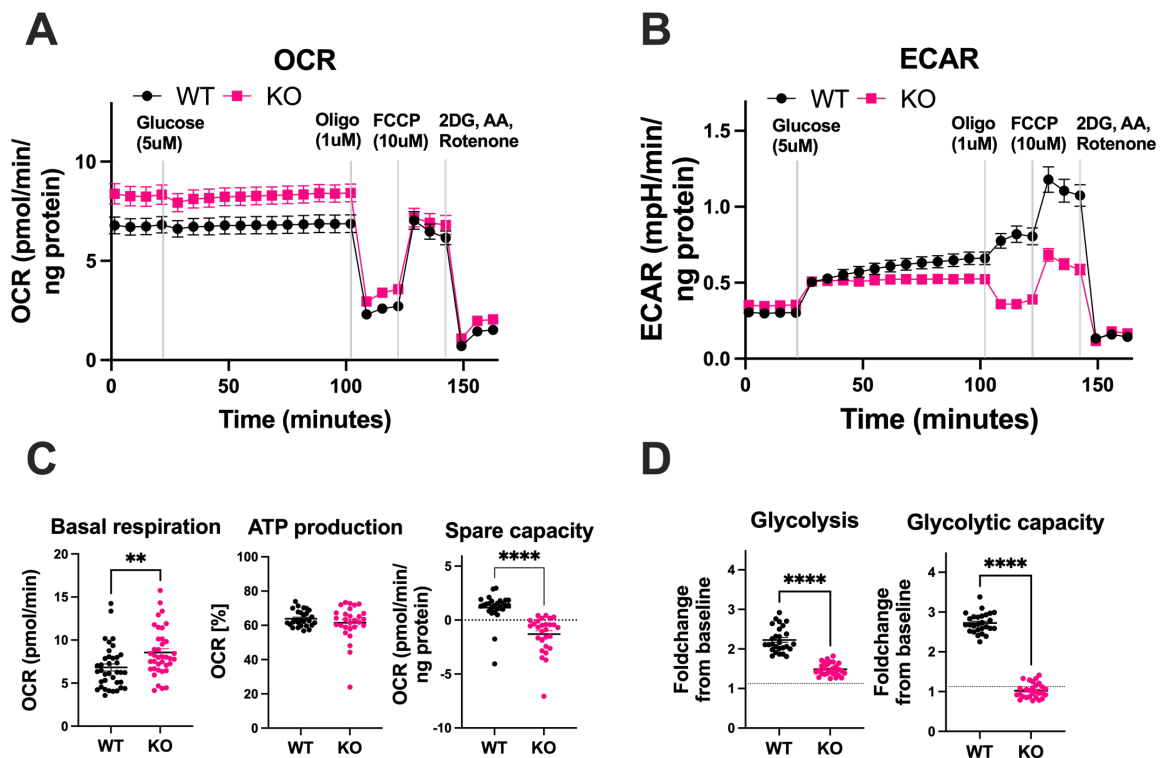 A
OCR
WT KO
Glucose
(5uM)
Oligo
(1uM)
FCCP
(10uM)
2DG, AA,
Rotenone
OCR (pmol/min/
ng protein)
10
5
0
0 50 100 150
Time (minutes)
B
ECAR
WT KO
Glucose
(5uM)
Oligo
(1uM)
FCCP
(10uM)
2DG, AA,
Rotenone
ECAR (mpH/min/
ng protein)
1.5
1.0
0.5
0.0
0 50 100 150
Time (minutes)
C
Basal respiration
**
OCR (pmol/min)
20
15
10
5
0
WT KO
ATP production
OCR [%]
100
80
60
40
20
0
WT KO
Spare capacity
****
OCR (pmol/min/
ng protein)
5
0
-5
-10
WT KO
D
Glycolysis
****
Foldchange
from baseline
4
3
2
1
0
WT KO
Glycolytic capacity
****
Foldchange
from baseline
4
3
2
1
0
WT KO